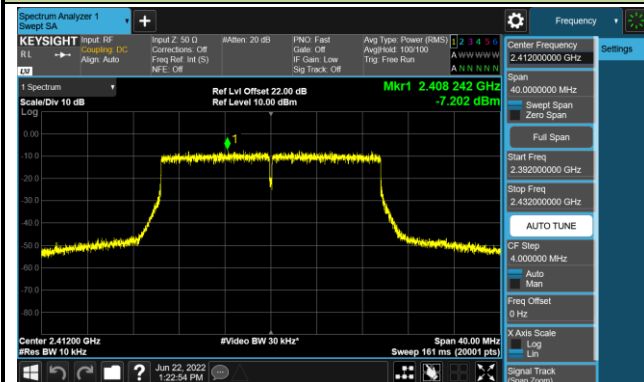 Spectrum Analyzer 1
Swept SA
+
Frequency
KEYSIGHT
RL
LXI
Input: RF
Coupling: DC
Align: Auto
Input Z: 50 Ω
Corrections: Off
Freq Ref: Int (S)
NFE: Off
#Atten: 20 dB
PNO: Fast
Gate: Off
IF Gain: Low
Sig Track: Off
Avg Type: Power (RMS)
Avg|Hold: 100/100
Trig: Free Run
1 2 3 4 5 6
A W W W W W
A N N N N N
1 Spectrum
Scale/Div 10 dB
Log
Ref Lvl Offset 22.00 dB
Ref Level 10.00 dBm
Mkr1 2.408 242 GHz
-7.202 dBm
1
0.00
-10.0
-20.0
-30.0
-40.0
-50.0
-60.0
-70.0
-80.0
Center 2.41200 GHz
#Res BW 10 kHz
#Video BW 30 kHz*
Span 40.00 MHz
Sweep 161 ms (20001 pts)
?
Jun 22, 2022
1:22:54 PM
Center Frequency
2.412000000 GHz
Span
40.0000000 MHz
Swept Span
Zero Span
Full Span
Start Freq
2.392000000 GHz
Stop Freq
2.432000000 GHz
AUTO TUNE
CF Step
4.000000 MHz
Auto
Man
Freq Offset
0 Hz
X Axis Scale
Log
Lin
Signal Track
(Span Zoom)
Settings